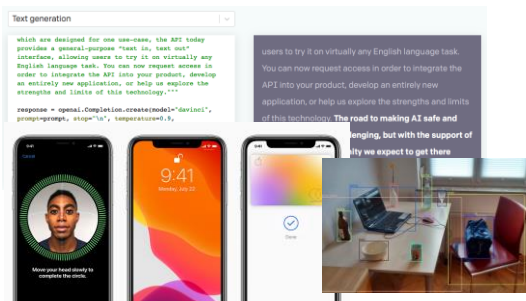 Text generation
which are designed for one use-case, the API today
provides a general-purpose "text in, text out"
interface, allowing users to try it on virtually any
English language task. You can now request access in
order to integrate the API into your product, develop
an entirely new application, or help us explore the
strengths and limits of this technology."""
response = openai.Completion.create(model="davinci",
prompt=prompt, stop="\n", temperature=0.9,
users to try it on virtually any English language task.
You can now request access in order to integrate the
API into your product, develop an entirely new
application, or help us explore the strengths and limits
of this technology. The road to making AI safe and
lenging, but with the support of
nity we expect to get there
9:41
Cancel
Move your head slowly to
complete the circle.
9:41
Monday, July 22
9:41
Done